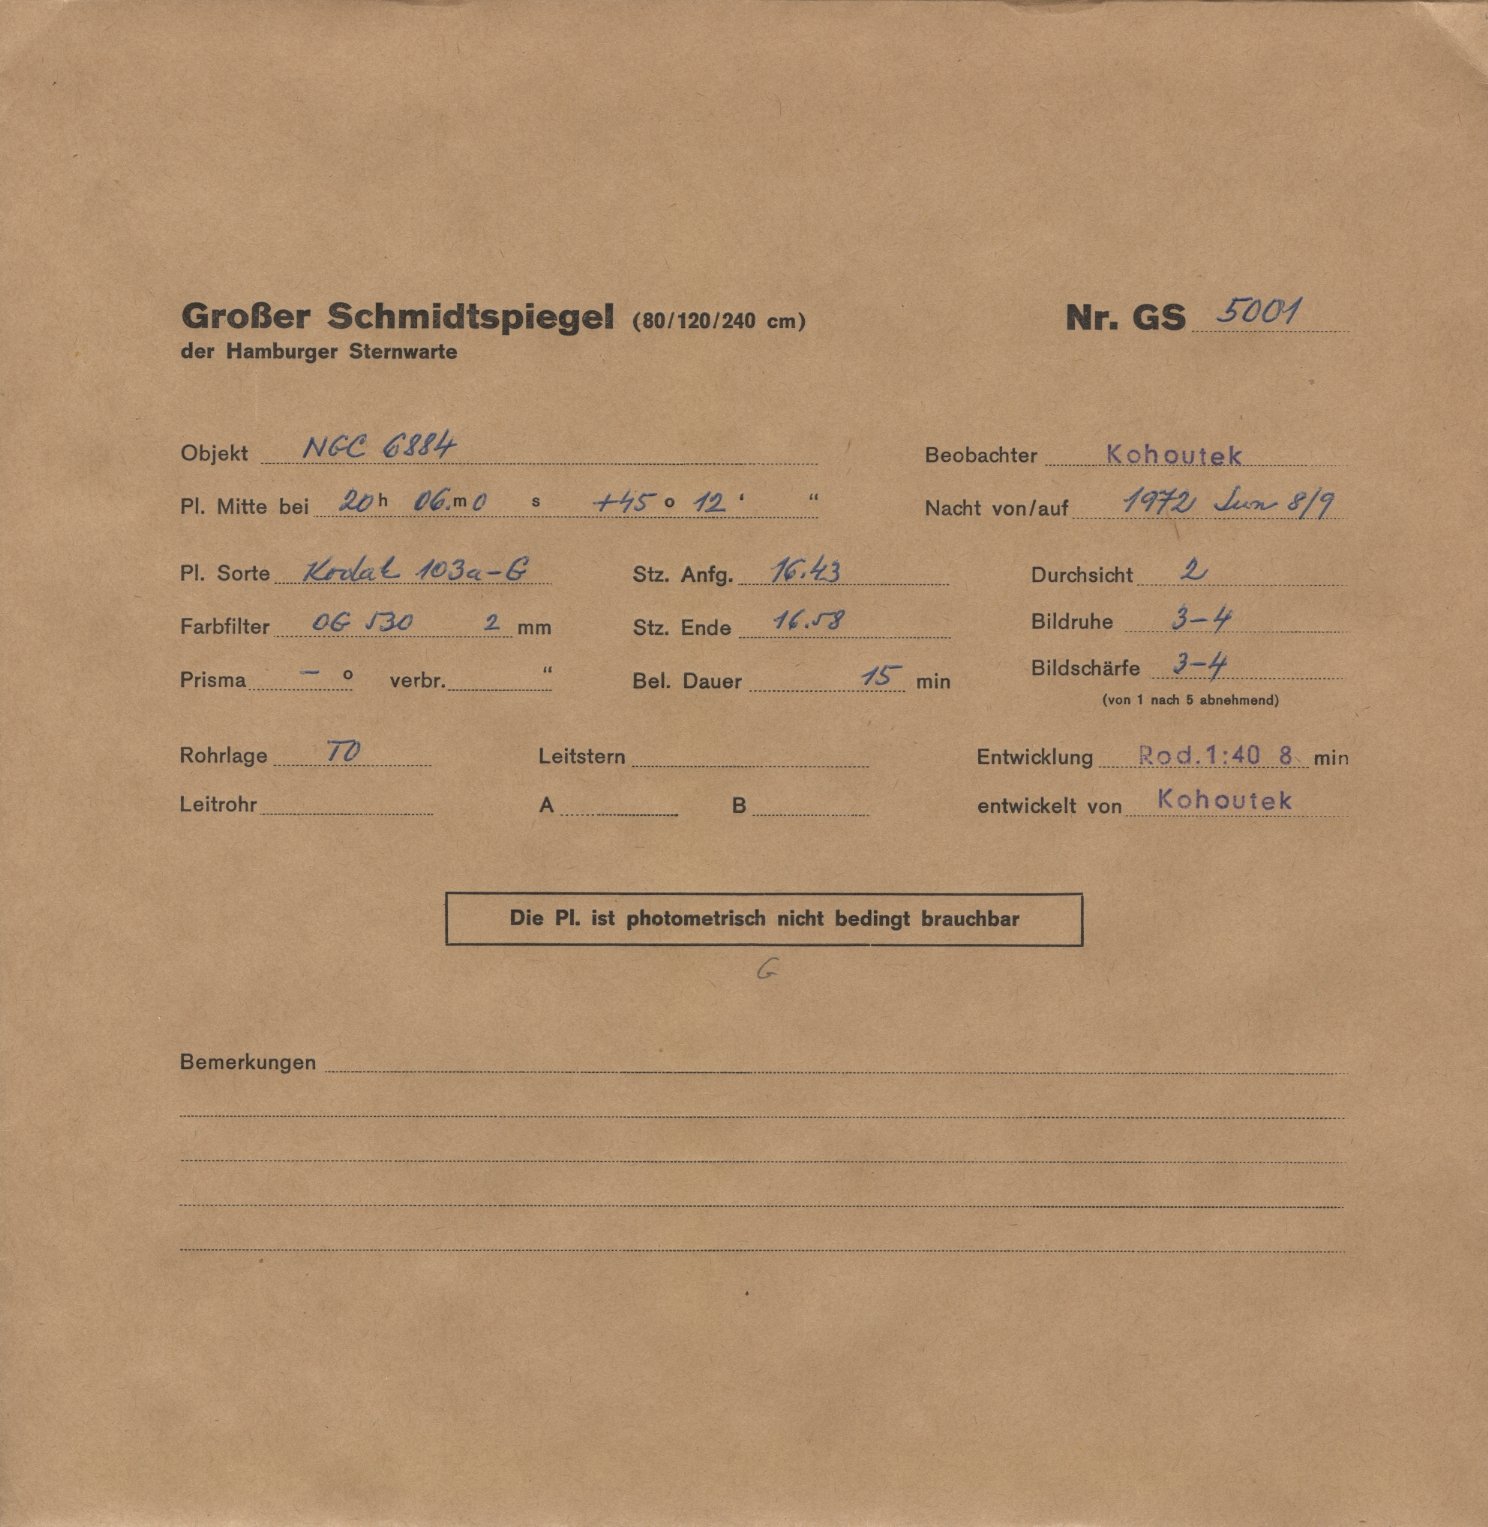 Großer Schmidtspiegel (80/120/240 cm) Nr. GS 5001
der Hamburger Sternwarte
Objekt NGC 6884 Beobachter Kohoutek
Pl. Mitte bei 20 h 06. m 0 s +45 o 12 ‘ “ Nacht von/auf 1972 Jun 8/9
Pl. Sorte Kodak 103a-G Stz. Anfg. 16.43 Durchsicht 2
Farbfilter OG 530 2 mm Stz. Ende 16.58 Bildruhe 3-4
Prisma — o verbr. “ Bel. Dauer 15 min Bildschärfe 3-4
(von 1 nach 5 abnehmend)
Rohrlage TO Leitstern Entwicklung Rod. 1:40 8 min
Leitrohr A B entwickelt von Kohoutek
Die Pl. ist photometrisch nicht bedingt brauchbar
G
Bemerkungen